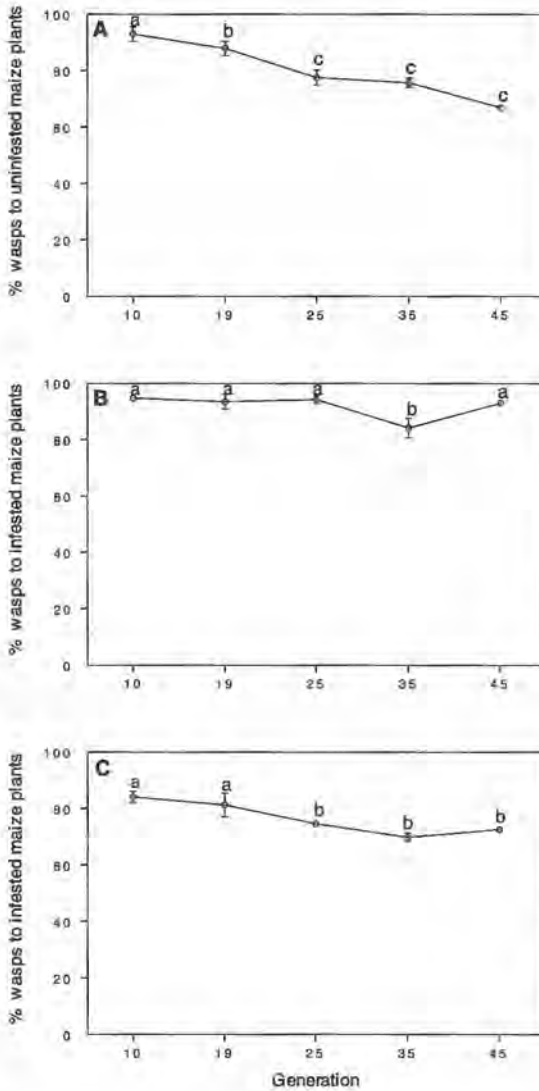 A
a
b
c
c
c
100
80
60
40
20
0
% wasps to uninfested maize plants
10 19 25 35 45
B
a
a
a
b
a
100
80
60
40
20
0
% wasps to infested maize plants
10 19 25 35 45
C
a
a
b
b
b
100
80
60
40
20
0
% wasps to infested maize plants
10 19 25 35 45
Generation